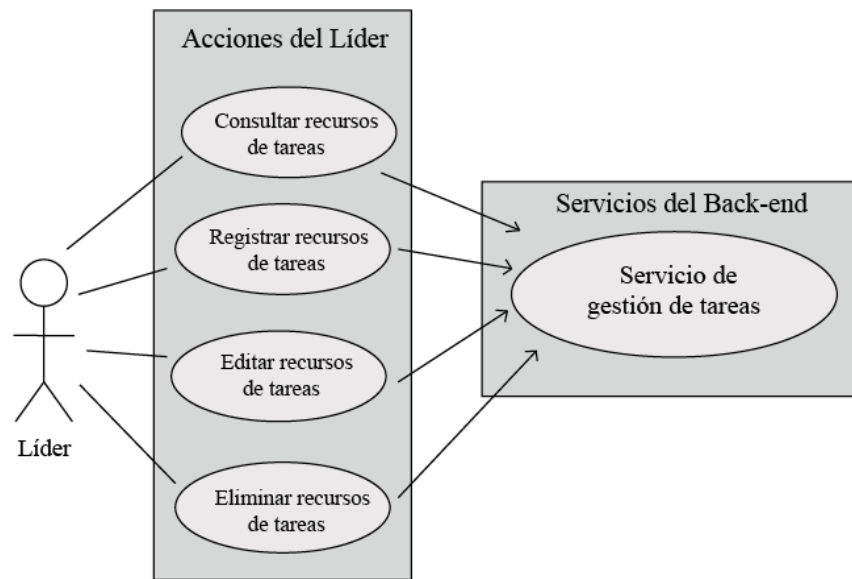 Acciones del Líder
Consultar recursos
de tareas
Registrar recursos
de tareas
Editar recursos
de tareas
Eliminar recursos
de tareas
Líder
Servicios del Back-end
Servicio de
gestión de tareas